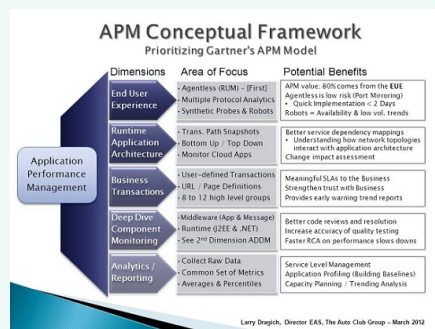 APM Conceptual Framework
Prioritizing Gartner's APM Model
Dimensions
Area of Focus
Potential Benefits
Application
Performance
Management
End User
Experience
• Agentless (RUM) – [First]
• Multiple Protocol Analytics
• Synthetic Probes & Robots
APM value: 80% comes from the EUE
Agentless is low risk (Port Mirroring)
• Quick Implementation < 2 Days
Robots = Availability & low vol. trends
Runtime
Application
Architecture
• Trans. Path Snapshots
• Bottom Up / Top Down
• Monitor Cloud Apps
Better service dependency mappings
• Understanding how network topologies
interact with application architecture
Change impact assessment
Business
Transactions
• User-defined Transactions
• URL / Page Definitions
• 8 to 12 high level groups
Meaningful SLAs to the Business
Strengthen trust with Business
Provides early warning trend reports
Deep Dive
Component
Monitoring
• Middleware (App & Message)
• Runtime (J2EE & .NET)
• See 2nd Dimension ADDM
Better code reviews and resolution
Increase accuracy of quality testing
Faster RCA on performance slows downs
Analytics /
Reporting
• Collect Raw Data
• Common Set of Metrics
• Averages & Percentiles
Service Level Management
Application Profiling (Building Baselines)
Capacity Planning / Trending Analysis
Larry Dragich, Director EAS, The Auto Club Group – March 2012